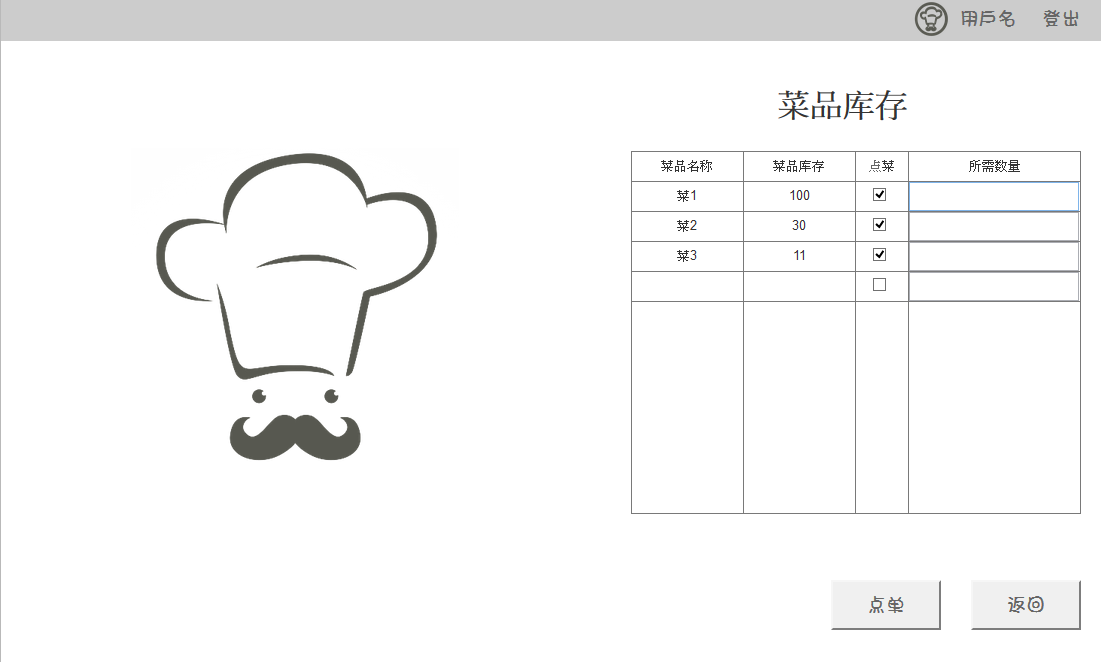 用戶名 登出
菜品库存
菜品名称 菜品库存 点菜 所需数量
菜1 100
菜2 30
菜3 11
点单 返回